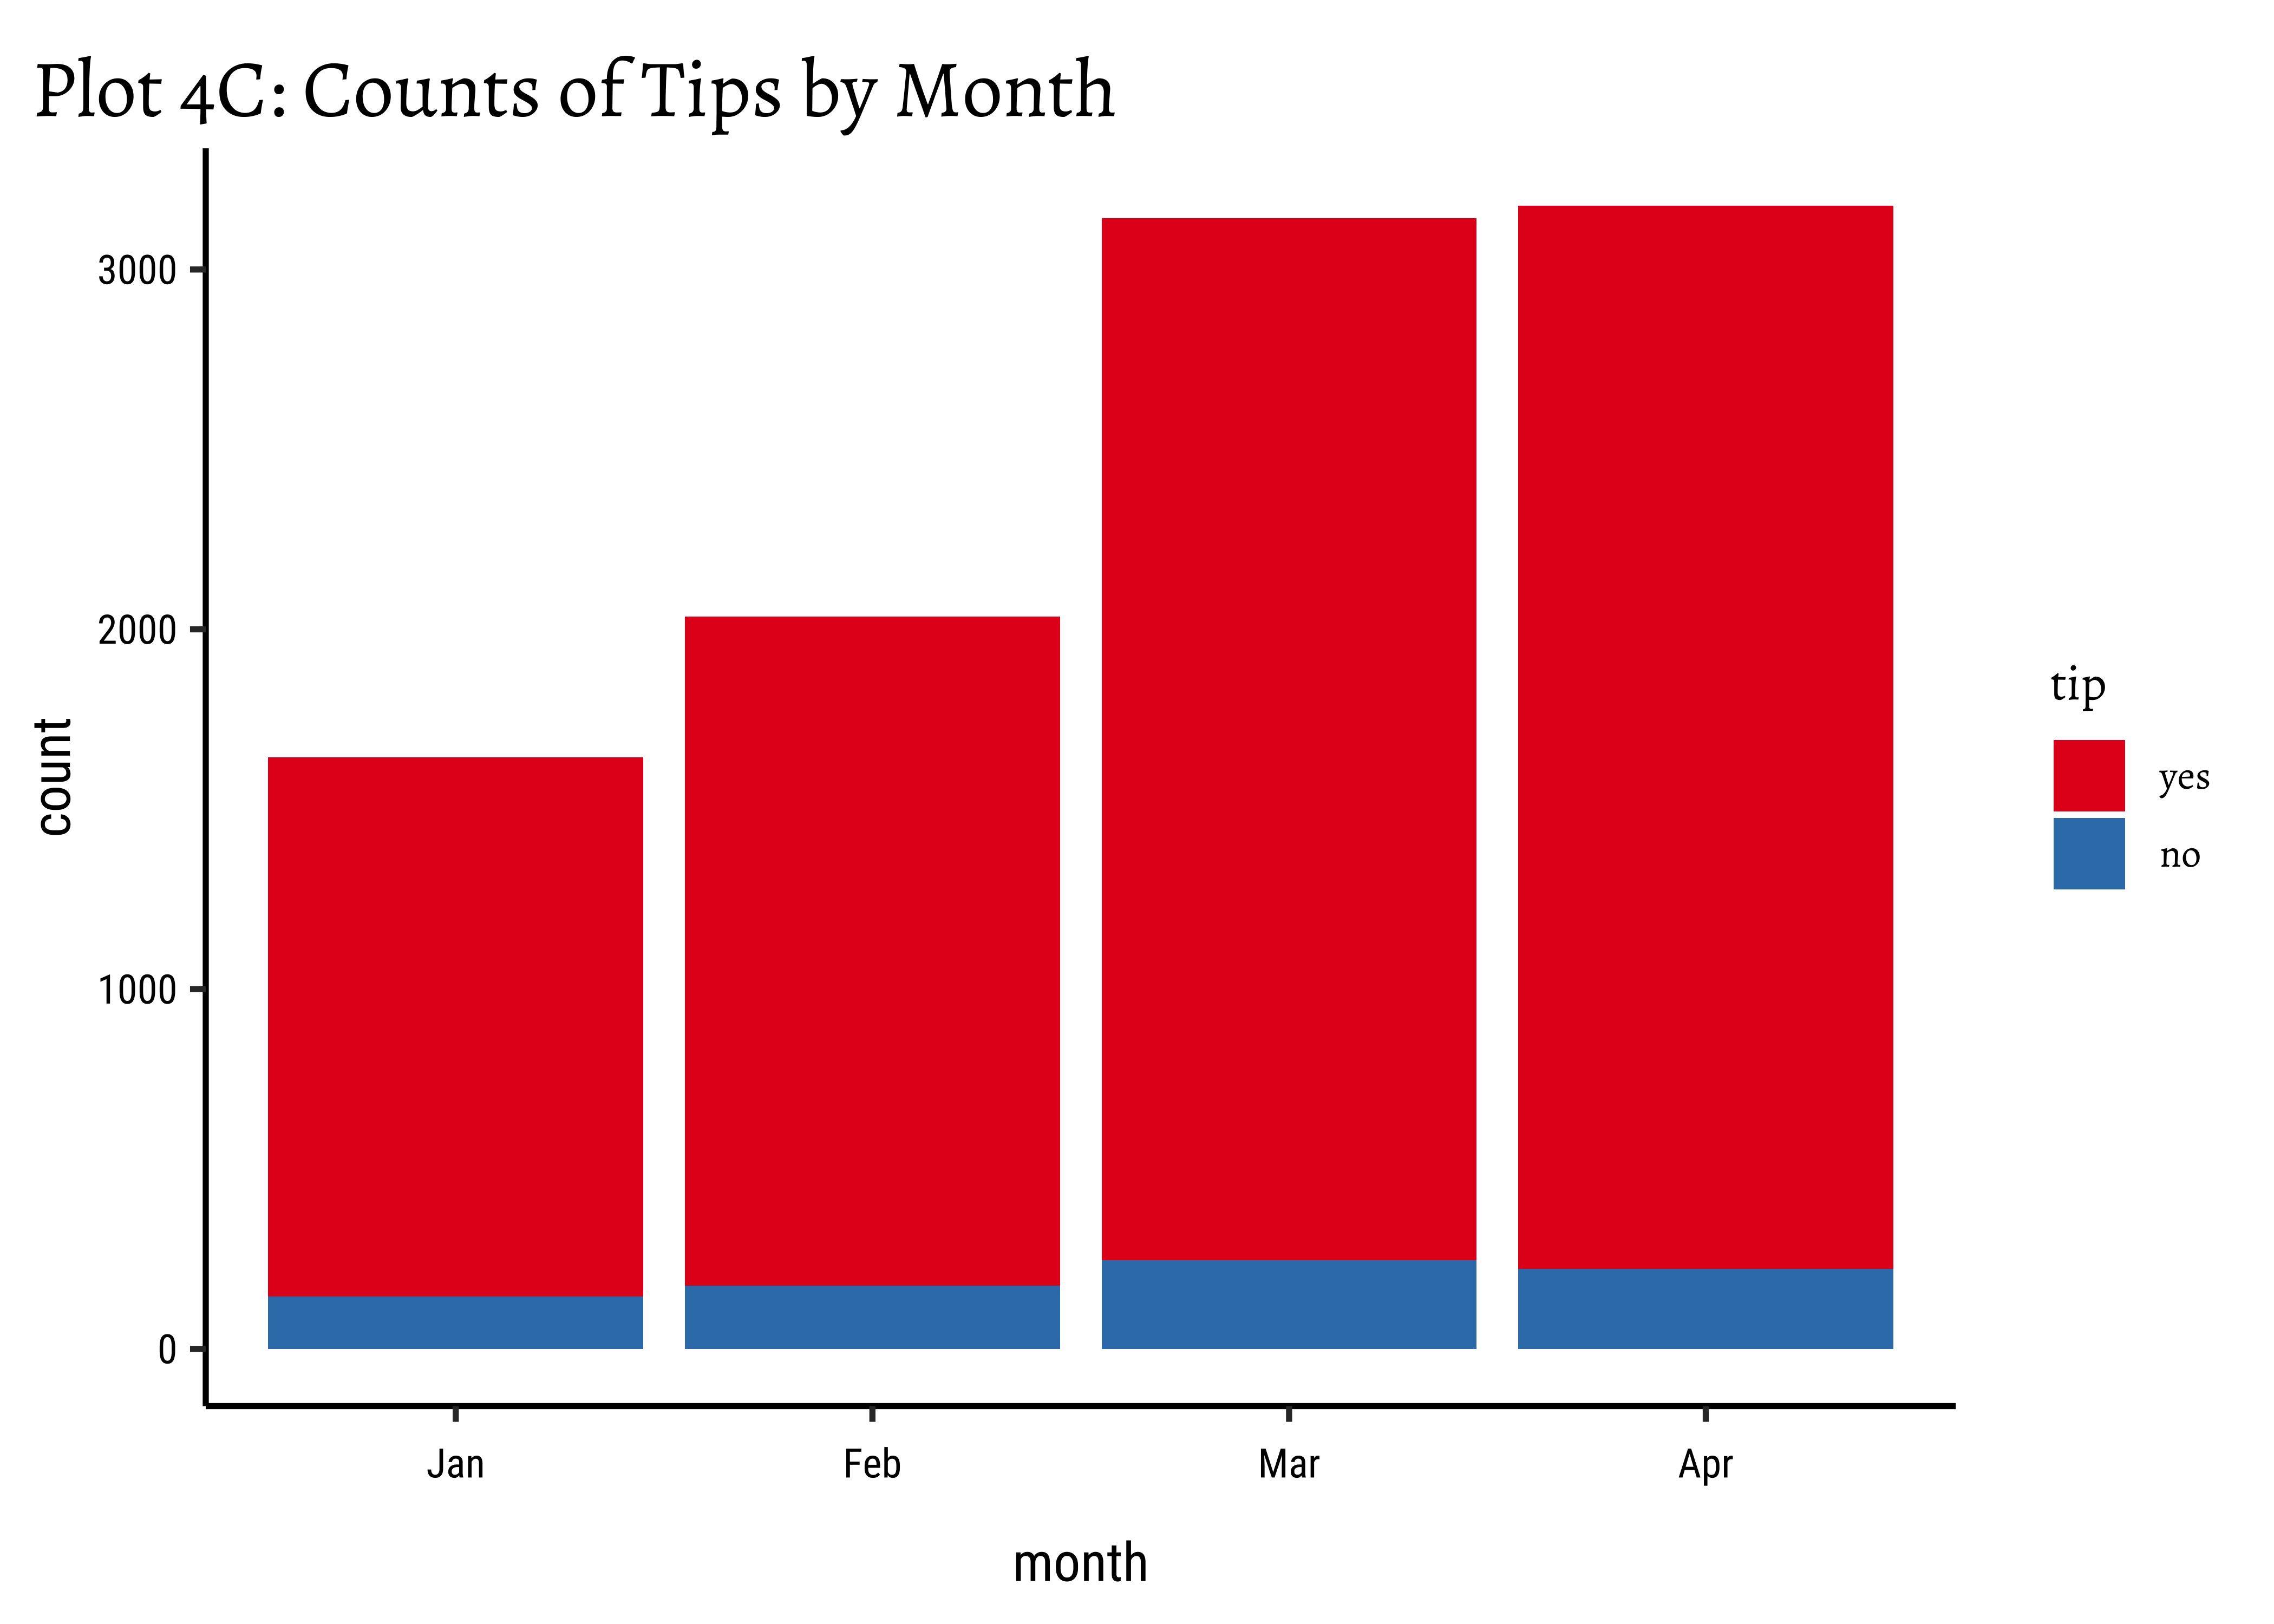 Plot 4C: Counts of Tips by Month
count
3000
2000
1000
0
Jan Feb Mar Apr
month
tip
yes
no